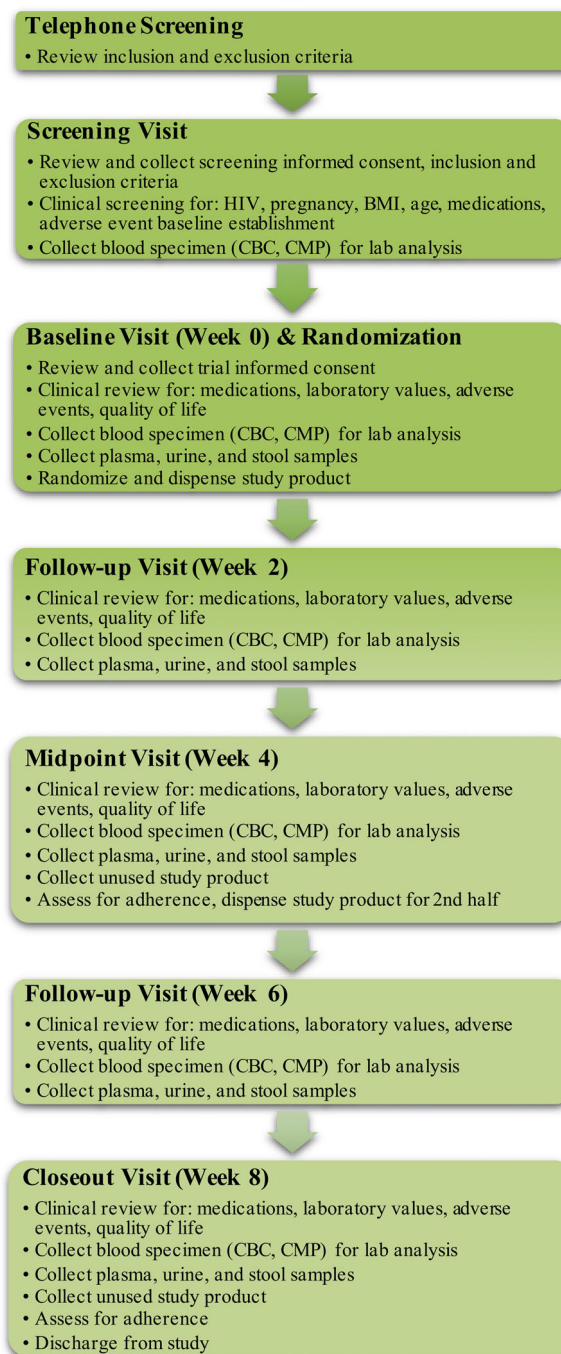 Telephone Screening
• Review inclusion and exclusion criteria
Screening Visit
• Review and collect screening informed consent, inclusion and
exclusion criteria
• Clinical screening for: HIV, pregnancy, BMI, age, medications,
adverse event baseline establishment
• Collect blood specimen (CBC, CMP) for lab analysis
Baseline Visit (Week 0) & Randomization
• Review and collect trial informed consent
• Clinical review for: medications, laboratory values, adverse
events, quality of life
• Collect blood specimen (CBC, CMP) for lab analysis
• Collect plasma, urine, and stool samples
• Randomize and dispense study product
Follow-up Visit (Week 2)
• Clinical review for: medications, laboratory values, adverse
events, quality of life
• Collect blood specimen (CBC, CMP) for lab analysis
• Collect plasma, urine, and stool samples
Midpoint Visit (Week 4)
• Clinical review for: medications, laboratory values, adverse
events, quality of life
• Collect blood specimen (CBC, CMP) for lab analysis
• Collect plasma, urine, and stool samples
• Collect unused study product
• Assess for adherence, dispense study product for 2nd half
Follow-up Visit (Week 6)
• Clinical review for: medications, laboratory values, adverse
events, quality of life
• Collect blood specimen (CBC, CMP) for lab analysis
• Collect plasma, urine, and stool samples
Closeout Visit (Week 8)
• Clinical review for: medications, laboratory values, adverse
events, quality of life
• Collect blood specimen (CBC, CMP) for lab analysis
• Collect plasma, urine, and stool samples
• Collect unused study product
• Assess for adherence
• Discharge from study